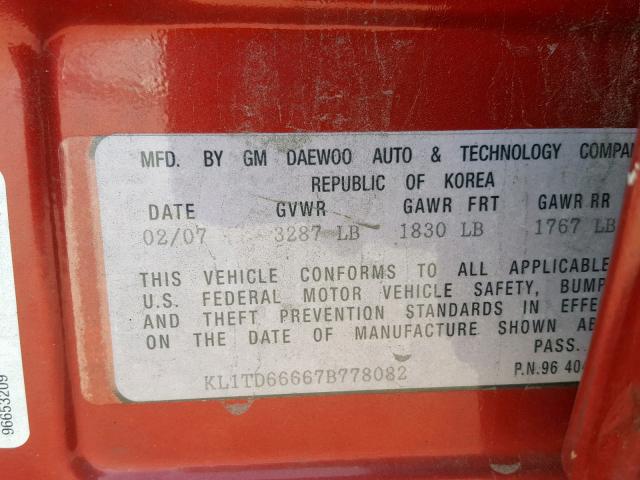 MFD. BY GM DAEWOO AUTO & TECHNOLOGY COMPA
REPUBLIC OF KOREA
DATE GVWR GAWR FRT GAWR RR
02/07 3287 LB 1830 LB 1767 LB
THIS VEHICLE CONFORMS TO ALL APPLICABLE
U.S. FEDERAL MOTOR VEHICLE SAFETY, BUMP
AND THEFT PREVENTION STANDARDS IN EFFE
ON THE DATE OF MANUFACTURE SHOWN AB
PASS.
KL1TD66667B778082
P.N.96 404
96653209